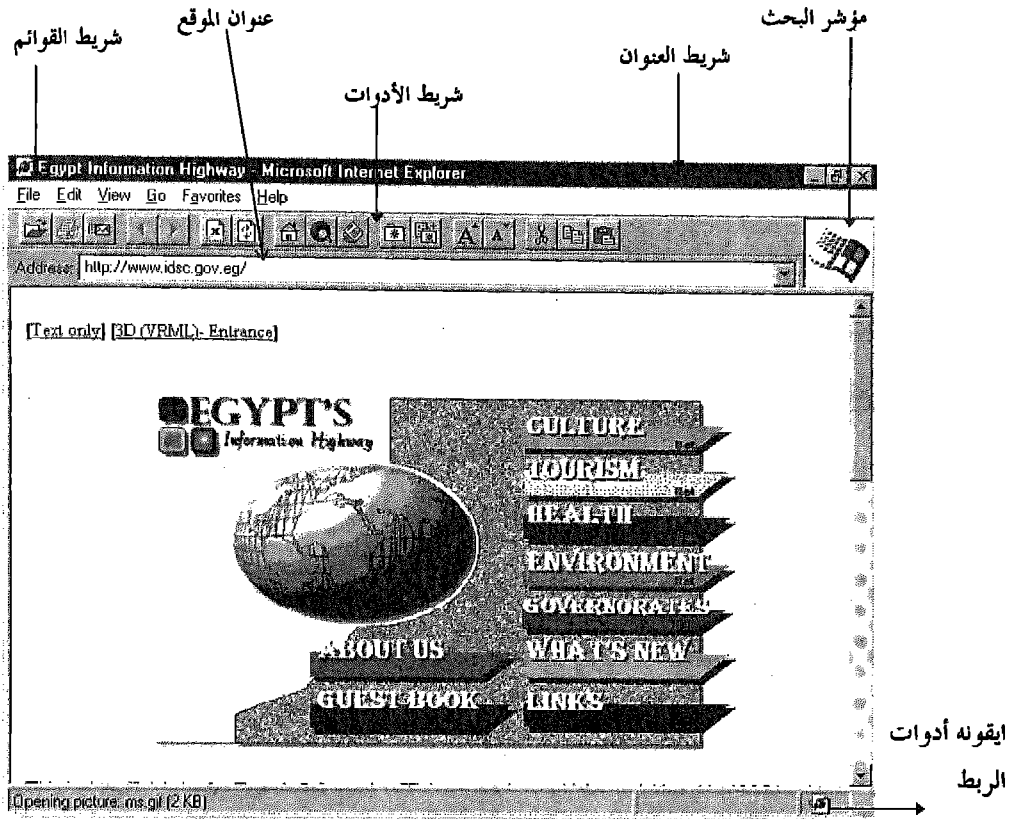 مؤشر البحث
عنوان الموقع
شريط القوائم
شريط العنوان
شريط الأدوات
Egypt Information Highway - Microsoft Internet Explorer
File Edit View Go Favorites Help
Address: http://www.idsc.gov.eg/
[Text only] [3D (VRML)- Entrance]
EGYPT'S
Information Highway
CULTURE
TOURISM
HEALTH
ENVIRONMENT
GOVERNORATES
ABOUT US
WHAT'S NEW
GUEST BOOK
LINKS
ايقونه أدوات
الربط
Opening picture: ms.gif (2 KB)